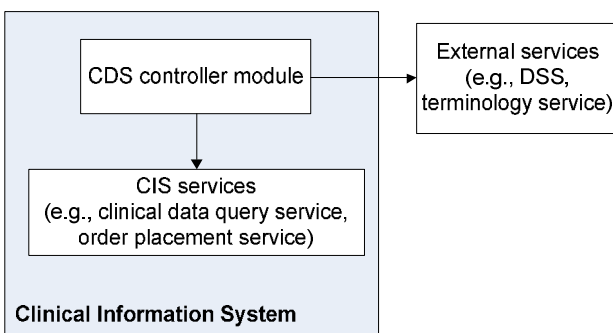 CDS controller module
External services
(e.g., DSS,
terminology service)
CIS services
(e.g., clinical data query service,
order placement service)
Clinical Information System